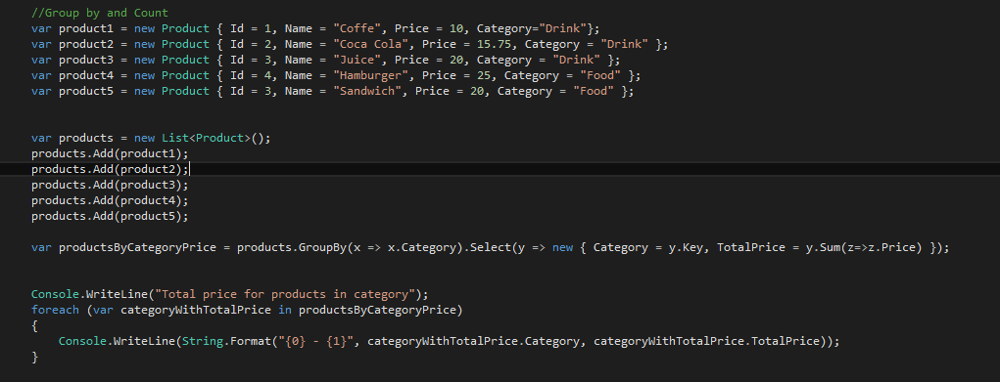 //Group by and Count
var product1 = new Product { Id = 1, Name = "Coffe", Price = 10, Category="Drink"};
var product2 = new Product { Id = 2, Name = "Coca Cola", Price = 15.75, Category = "Drink" };
var product3 = new Product { Id = 3, Name = "Juice", Price = 20, Category = "Drink" };
var product4 = new Product { Id = 4, Name = "Hamburger", Price = 25, Category = "Food" };
var product5 = new Product { Id = 3, Name = "Sandwich", Price = 20, Category = "Food" };
var products = new List<Product>();
products.Add(product1);
products.Add(product2);
products.Add(product3);
products.Add(product4);
products.Add(product5);
var productsByCategoryPrice = products.GroupBy(x => x.Category).Select(y => new { Category = y.Key, TotalPrice = y.Sum(z=>z.Price) });
Console.WriteLine("Total price for products in category");
foreach (var categoryWithTotalPrice in productsByCategoryPrice)
{
    Console.WriteLine(String.Format("{0} - {1}", categoryWithTotalPrice.Category, categoryWithTotalPrice.TotalPrice));
}